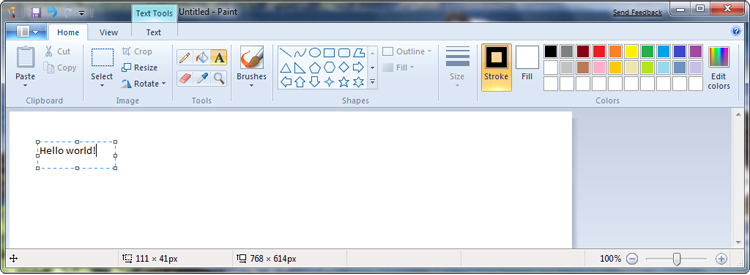 Text Tools
Untitled - Paint
Send Feedback
Home
View
Text
Paste
Cut
Copy
Clipboard
Select
Crop
Resize
Rotate
Image
A
Tools
Brushes
Outline
Fill
Shapes
Size
Stroke
Fill
Edit
colors
Colors
Hello world!
111 × 41px
768 × 614px
100%